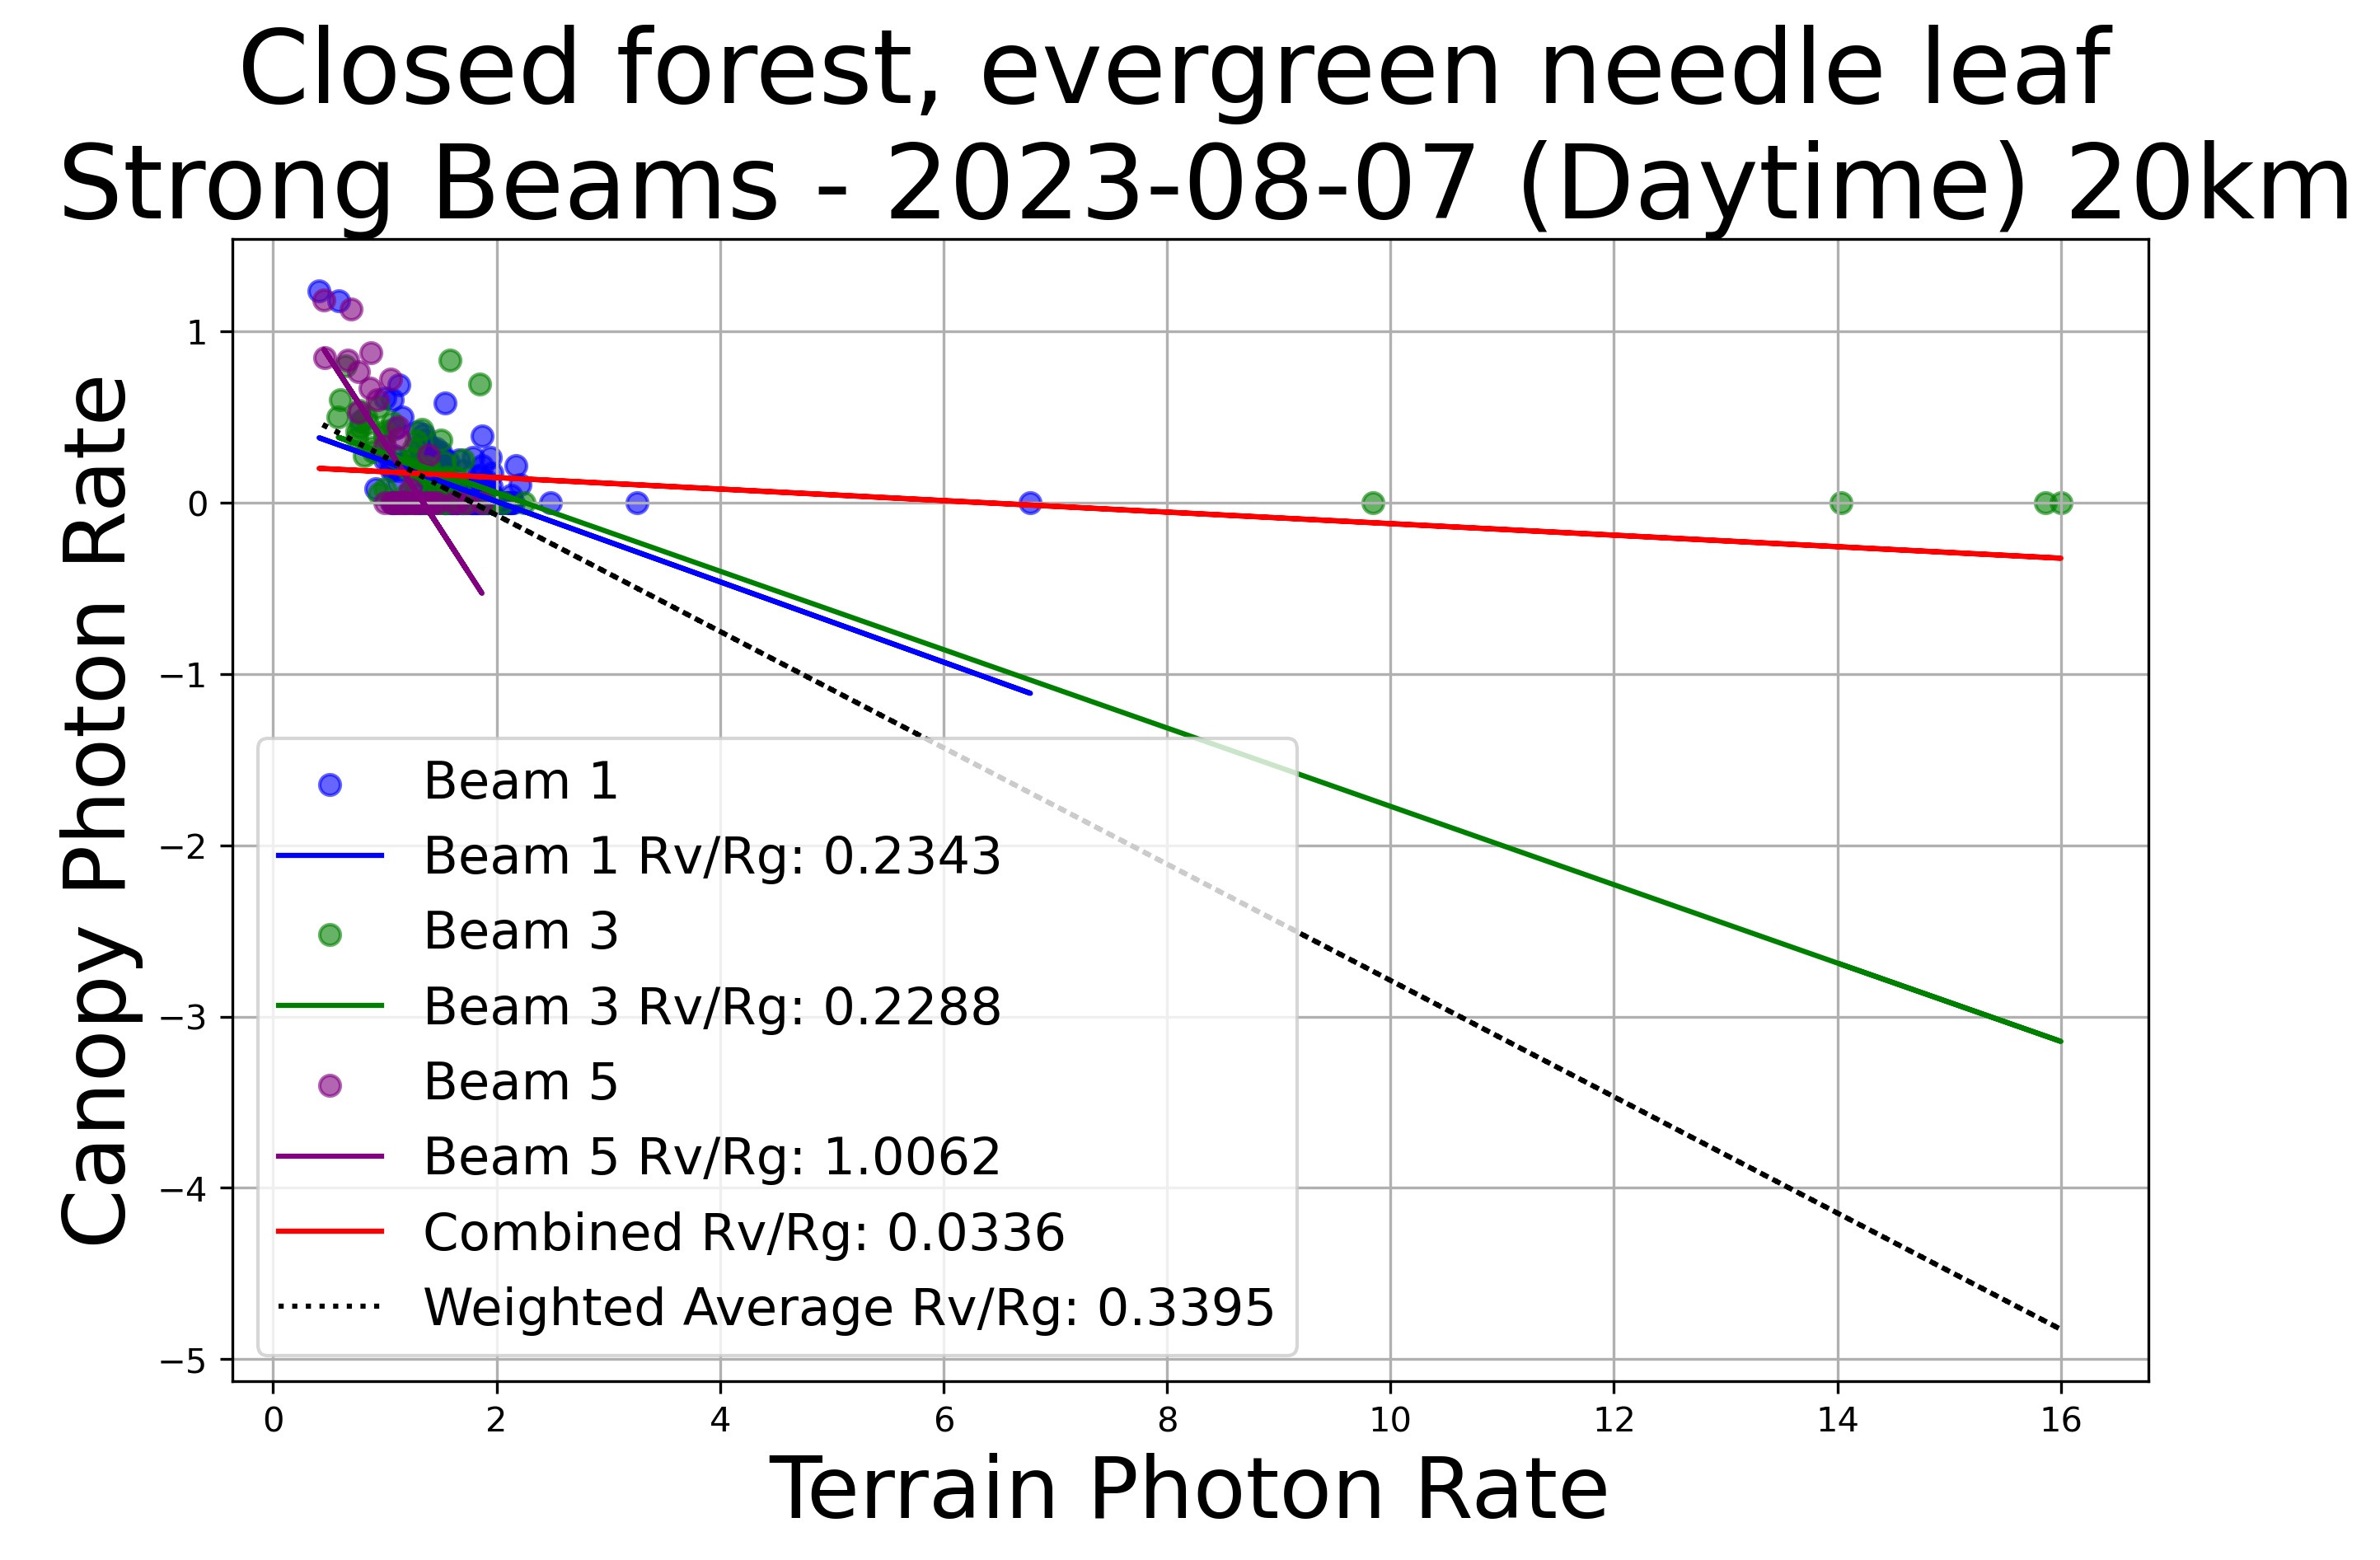 Closed forest, evergreen needle leaf
Strong Beams - 2023-08-07 (Daytime) 20km
Canopy Photon Rate
1
0
−1
−2
−3
−4
−5
Beam 1
Beam 1 Rv/Rg: 0.2343
Beam 3
Beam 3 Rv/Rg: 0.2288
Beam 5
Beam 5 Rv/Rg: 1.0062
Combined Rv/Rg: 0.0336
Weighted Average Rv/Rg: 0.3395
0 2 4 6 8 10 12 14 16
Terrain Photon Rate